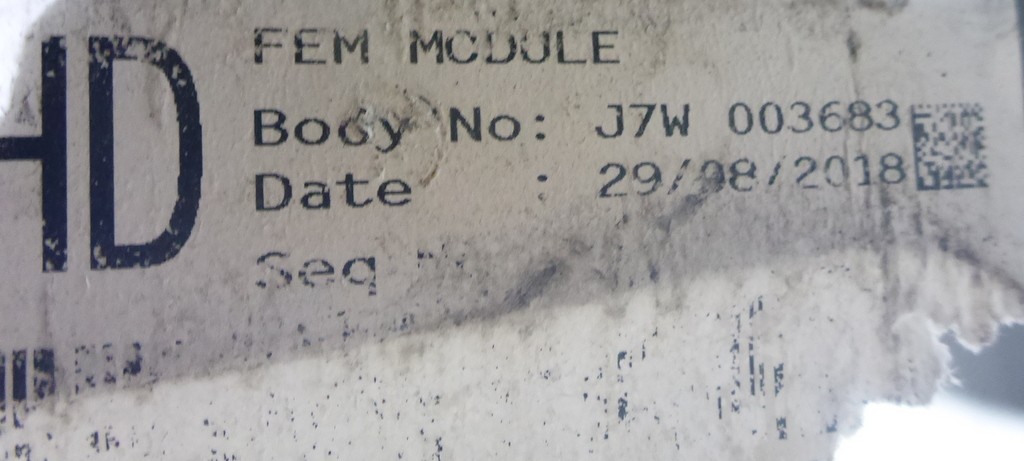 HD
FEM MODULE
Body No: J7W 003683
Date : 29/08/2018
Seq